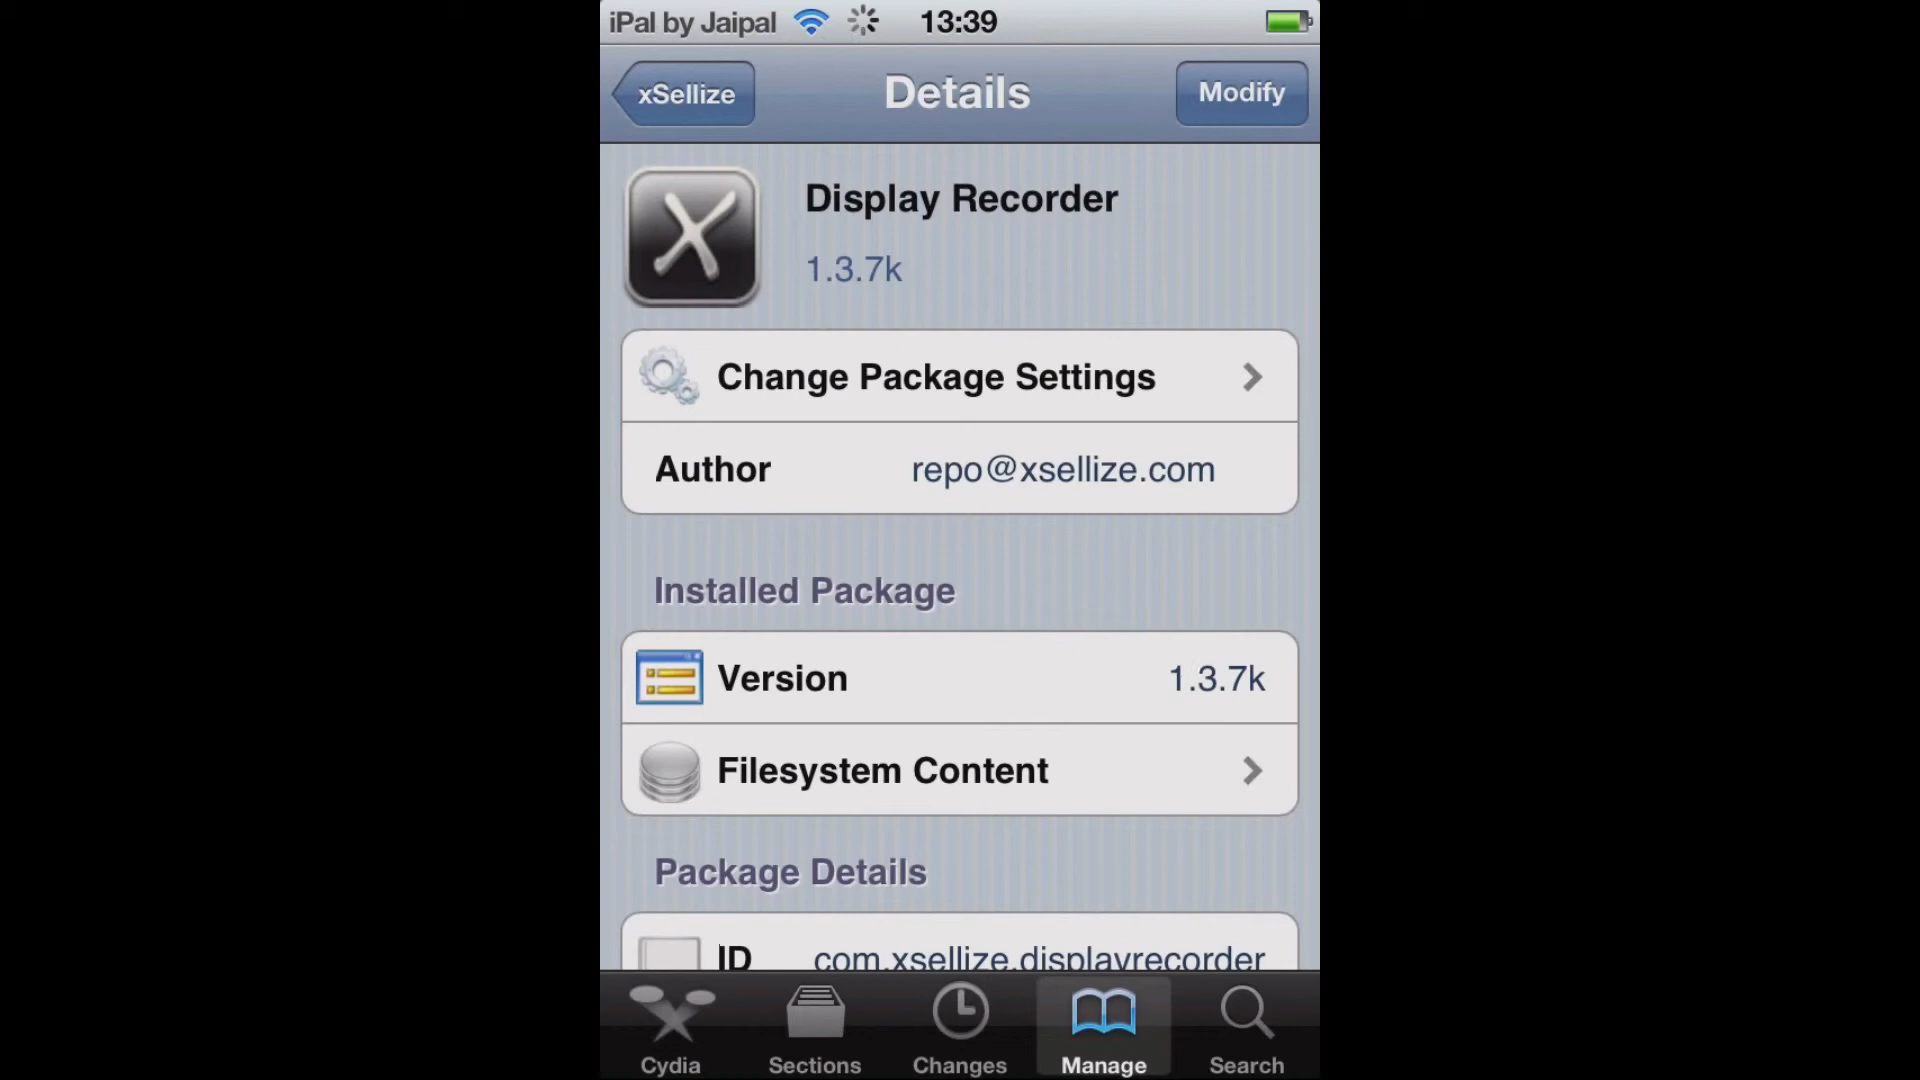 iPal by Jaipal 13:39
xSellize Details Modify
Display Recorder
1.3.7k
Change Package Settings
Author repo@xsellize.com
Installed Package
Version 1.3.7k
Filesystem Content
Package Details
ID com.xsellize.displayrecorder
Cydia Sections Changes Manage Search